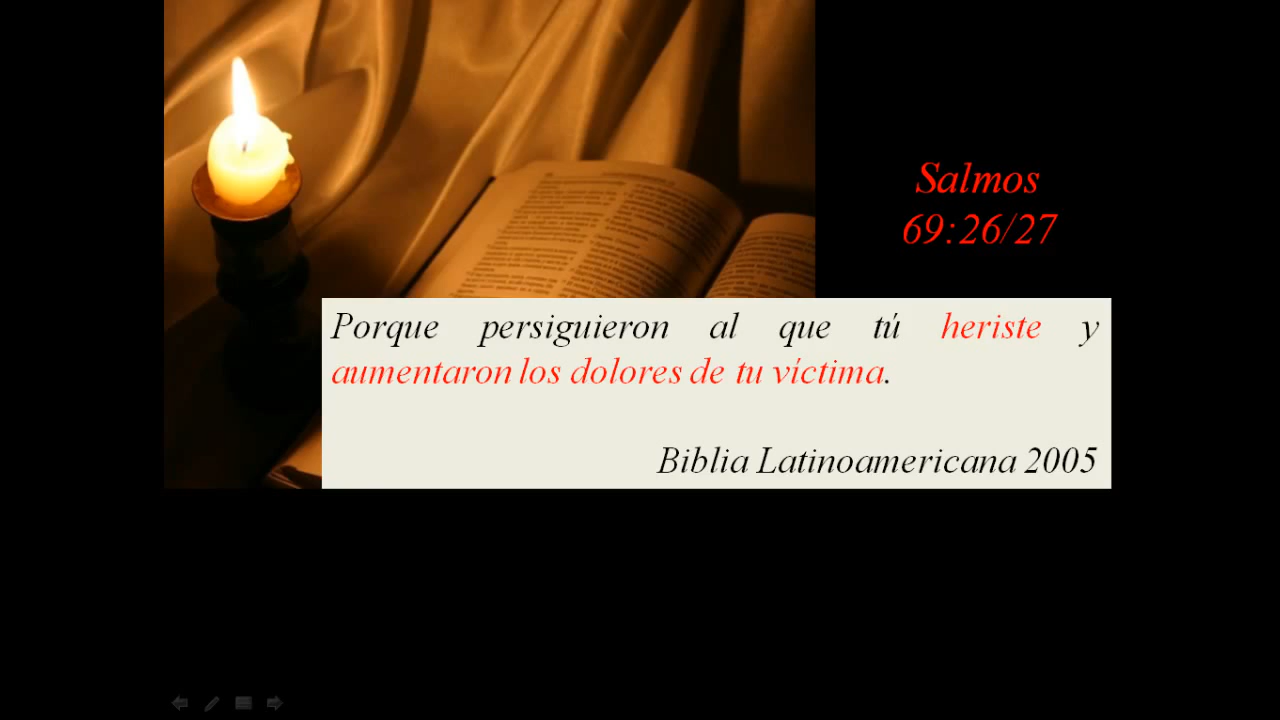 Salmos
69:26/27
Porque persiguieron al que tú heriste y
aumentaron los dolores de tu víctima.
Biblia Latinoamericana 2005